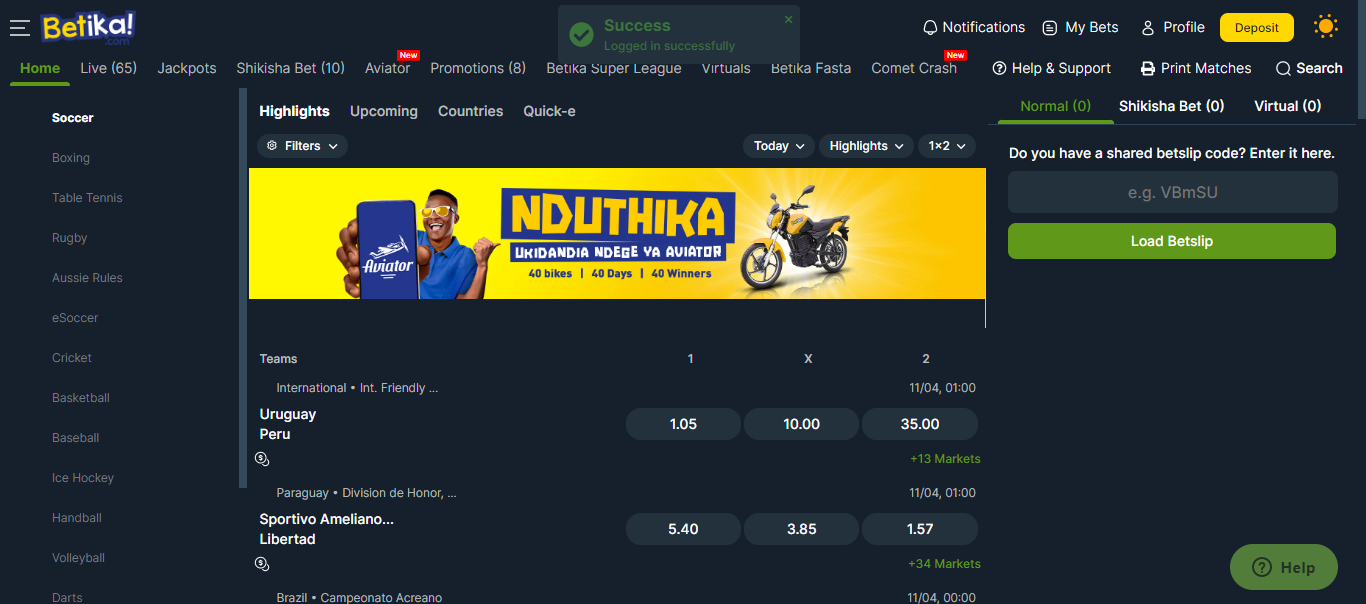 Betika!
.com
Success
Logged in successfully
Notifications
My Bets
Profile
Deposit
Home
Live (65)
Jackpots
Shikisha Bet (10)
Aviator
New
Promotions (8)
Betika Super League
Virtuals
Betika Fasta
Comet Crash
New
Help & Support
Print Matches
Search
Soccer
Boxing
Table Tennis
Rugby
Aussie Rules
eSoccer
Cricket
Basketball
Baseball
Ice Hockey
Handball
Volleyball
Darts
Highlights
Upcoming
Countries
Quick-e
Filters
Today
Highlights
1×2
Aviator
NDUTHIKA
UKIDANDIA NDEGE YA AVIATOR
40 bikes | 40 Days | 40 Winners
Teams 1 X 2
International • Int. Friendly ... 11/04, 01:00
Uruguay
Peru
1.05 10.00 35.00
+13 Markets
Paraguay • Division de Honor, ... 11/04, 01:00
Sportivo Ameliano...
Libertad
5.40 3.85 1.57
+34 Markets
Brazil • Campeonato Acreano 11/04, 00:00
Normal (0)
Shikisha Bet (0)
Virtual (0)
Do you have a shared betslip code? Enter it here.
e.g. VBmSU
Load Betslip
Help